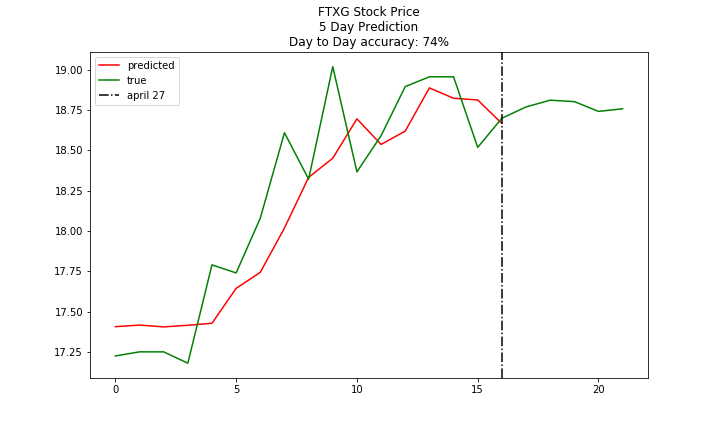 FTXG Stock Price
5 Day Prediction
Day to Day accuracy: 74%
predicted
true
april 27
19.00
18.75
18.50
18.25
18.00
17.75
17.50
17.25
0
5
10
15
20